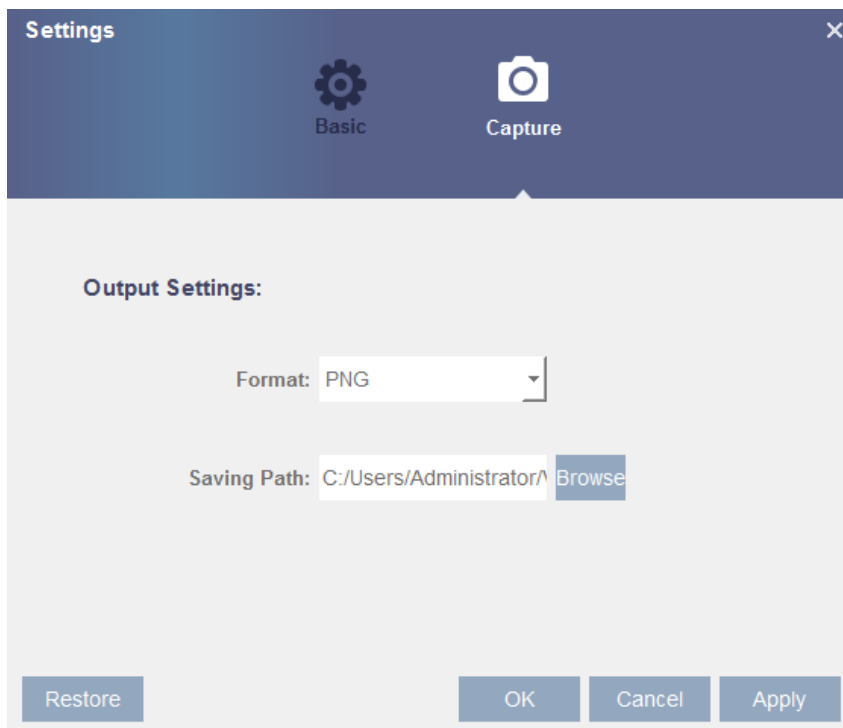 Settings
Basic
Capture
Output Settings:
Format: PNG
Saving Path: C:/Users/Administrator/ Browse
Restore OK Cancel Apply